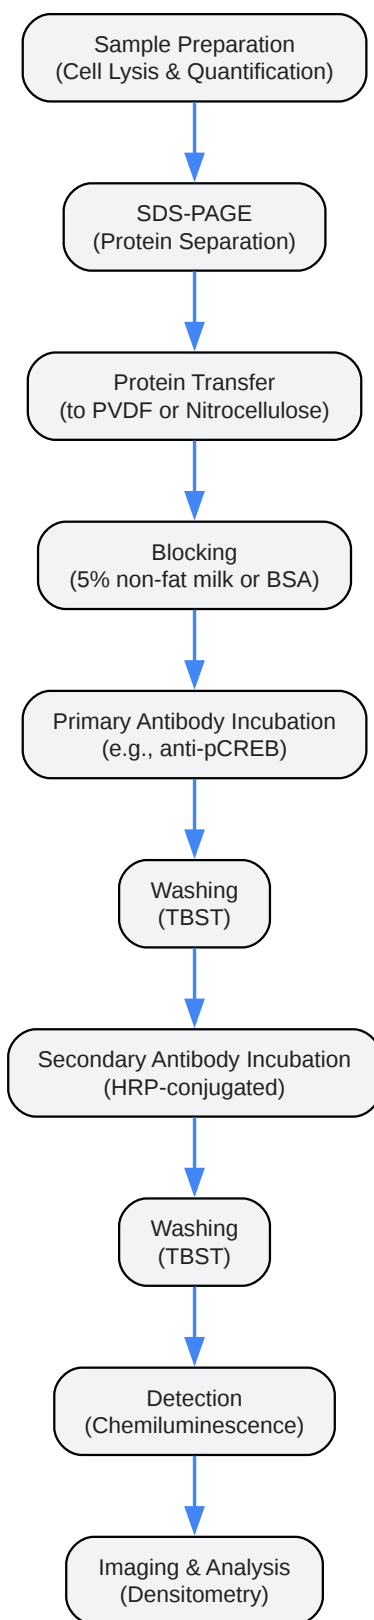 Sample Preparation
(Cell Lysis & Quantification)
SDS-PAGE
(Protein Separation)
Protein Transfer
(to PVDF or Nitrocellulose)
Blocking
(5% non-fat milk or BSA)
Primary Antibody Incubation
(e.g., anti-pCREB)
Washing
(TBST)
Secondary Antibody Incubation
(HRP-conjugated)
Washing
(TBST)
Detection
(Chemiluminescence)
Imaging & Analysis
(Densitometry)